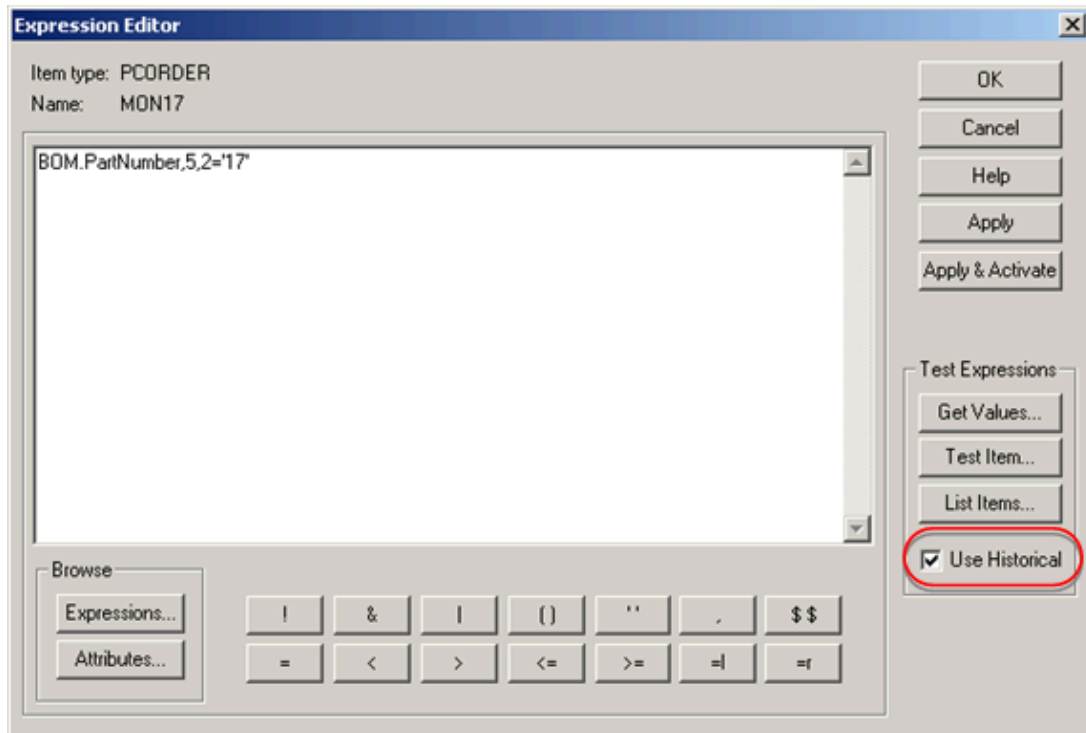 Expression Editor
Item type: PCORDER
Name: MON17
BOM.PartNumber,5,2='17'
OK
Cancel
Help
Apply
Apply & Activate
Test Expressions
Get Values...
Test Item...
List Items...
Use Historical
Browse
Expressions...
Attributes...
! & | () '' , $$
= < > <= >= =l =r